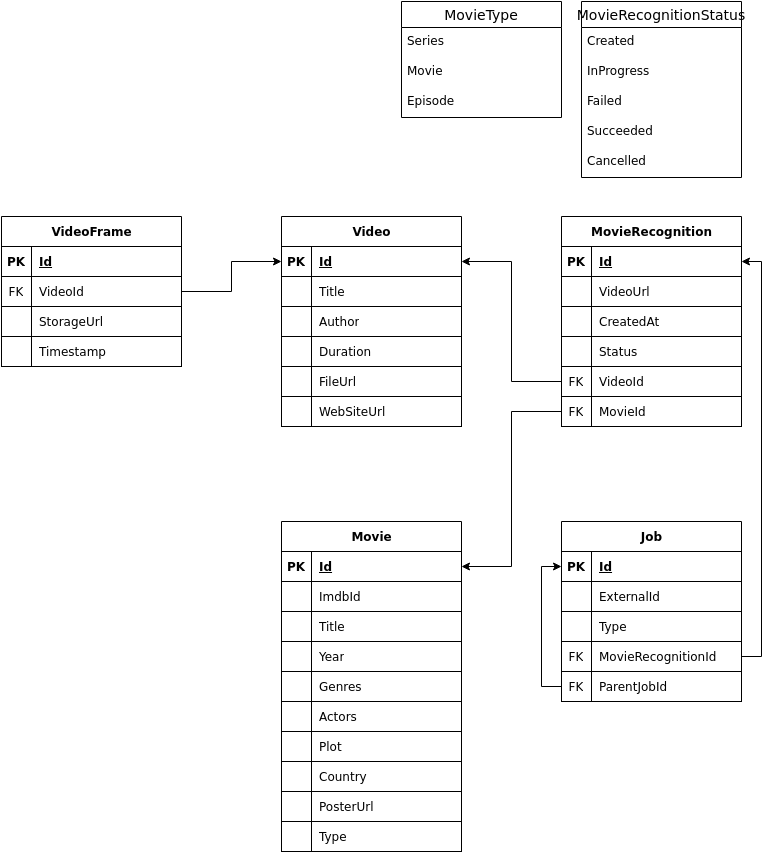 MovieType
Series
Movie
Episode
MovieRecognitionStatus
Created
InProgress
Failed
Succeeded
Cancelled
VideoFrame
PK Id
FK VideoId
StorageUrl
Timestamp
Video
PK Id
Title
Author
Duration
FileUrl
WebSiteUrl
MovieRecognition
PK Id
VideoUrl
CreatedAt
Status
FK VideoId
FK MovieId
Movie
PK Id
ImdbId
Title
Year
Genres
Actors
Plot
Country
PosterUrl
Type
Job
PK Id
ExternalId
Type
FK MovieRecognitionId
FK ParentJobId